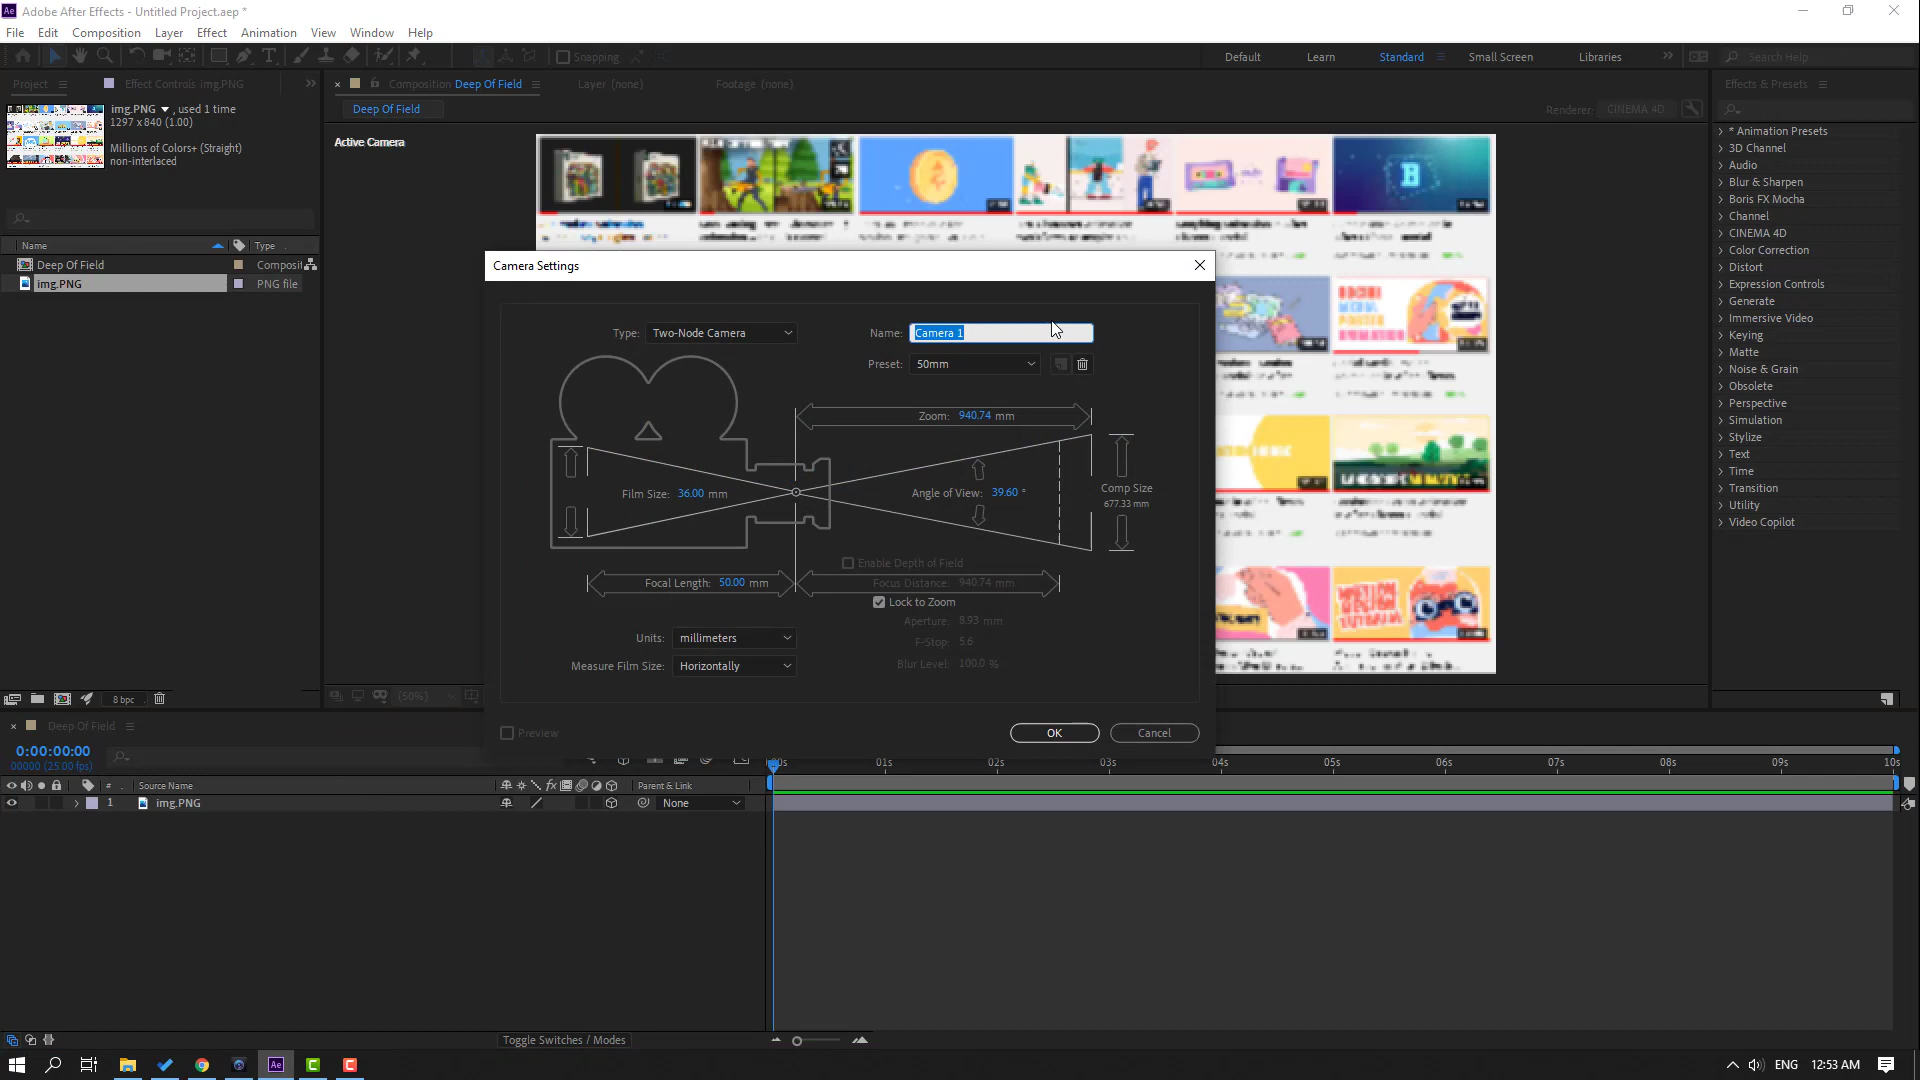 Adobe After Effects - Untitled Project.aep *
File Edit Composition Layer Effect Animation View Window Help
Snapping
Default Learn Standard Small Screen Libraries Search Help
Project Effect Controls img.PNG
Composition Deep Of Field
Layer (none)
Footage (none)
Effects & Presets
img.PNG , used 1 time
1297 x 840 (1.00)
Millions of Colors+ (Straight)
non-interlaced
Deep Of Field
Renderer: CINEMA 4D
Active Camera
Name Type
Deep Of Field Composit
img.PNG PNG file
8 bpc
(50%)
* Animation Presets
3D Channel
Audio
Blur & Sharpen
Boris FX Mocha
Channel
CINEMA 4D
Color Correction
Distort
Expression Controls
Generate
Immersive Video
Keying
Matte
Noise & Grain
Obsolete
Perspective
Simulation
Stylize
Text
Time
Transition
Utility
Video Copilot
Camera Settings
Type: Two-Node Camera
Name: Camera 1
Preset: 50mm
Zoom: 940.74 mm
Film Size: 36.00 mm
Angle of View: 39.60 °
Comp Size
677.33 mm
Enable Depth of Field
Focal Length: 50.00 mm
Focus Distance: 940.74 mm
Lock to Zoom
Aperture: 8.93 mm
F-Stop: 5.6
Blur Level: 100.0 %
Units: millimeters
Measure Film Size: Horizontally
Preview
OK
Cancel
Deep Of Field
0:00:00:00
00000 (25.00 fps)
01s 02s 03s 04s 05s 06s 07s 08s 09s 10s
# Source Name Parent & Link
1 img.PNG None
Toggle Switches / Modes
ENG 12:53 AM